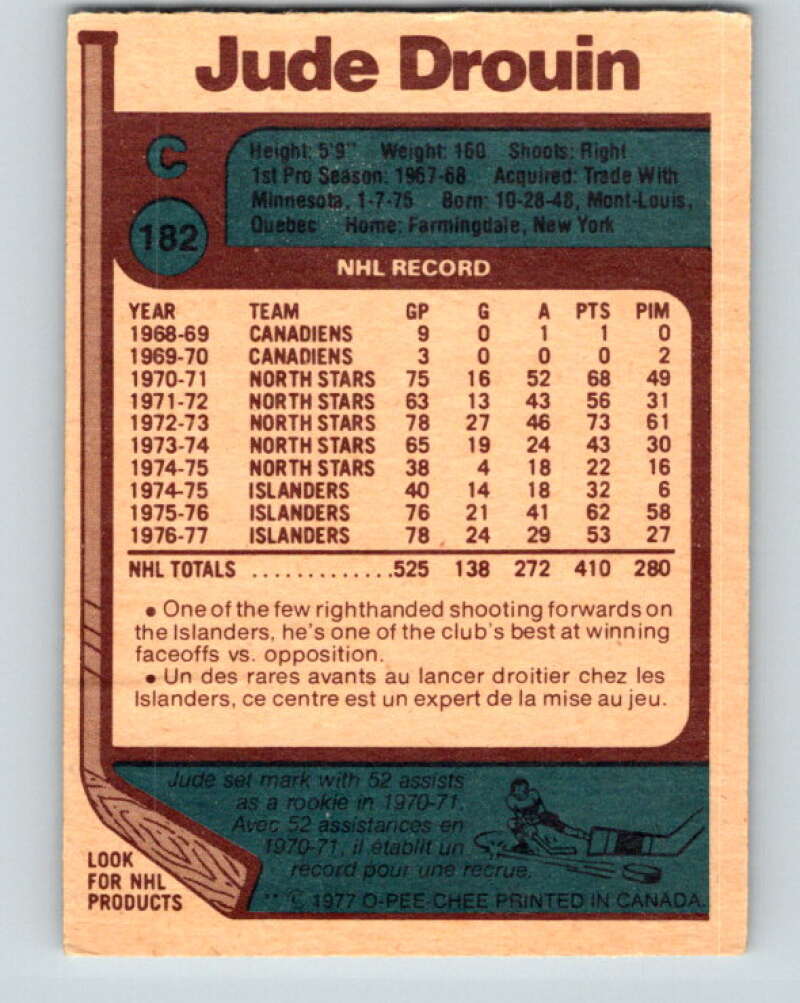 Jude Drouin
C
182
Height: 5'9" Weight: 160 Shoots: Right
1st Pro Season: 1967-68 Acquired: Trade With
Minnesota, 1-7-75 Born: 10-28-48, Mont-Louis,
Quebec Home: Farmingdale, New York
NHL RECORD
YEAR TEAM GP G A PTS PIM
1968-69 CANADIENS 9 0 1 1 0
1969-70 CANADIENS 3 0 0 0 2
1970-71 NORTH STARS 75 16 52 68 49
1971-72 NORTH STARS 63 13 43 56 31
1972-73 NORTH STARS 78 27 46 73 61
1973-74 NORTH STARS 65 19 24 43 30
1974-75 NORTH STARS 38 4 18 22 16
1974-75 ISLANDERS 40 14 18 32 6
1975-76 ISLANDERS 76 21 41 62 58
1976-77 ISLANDERS 78 24 29 53 27
NHL TOTALS .............525 138 272 410 280
• One of the few righthanded shooting forwards on
the Islanders, he's one of the club's best at winning
faceoffs vs. opposition.
• Un des rares avants au lancer droitier chez les
Islanders, ce centre est un expert de la mise au jeu.
Jude set mark with 52 assists
as a rookie in 1970-71.
Avec 52 assistances en
1970-71, il établit un
record pour une recrue.
LOOK
FOR NHL
PRODUCTS
** © 1977 O-PEE-CHEE PRINTED IN CANADA.